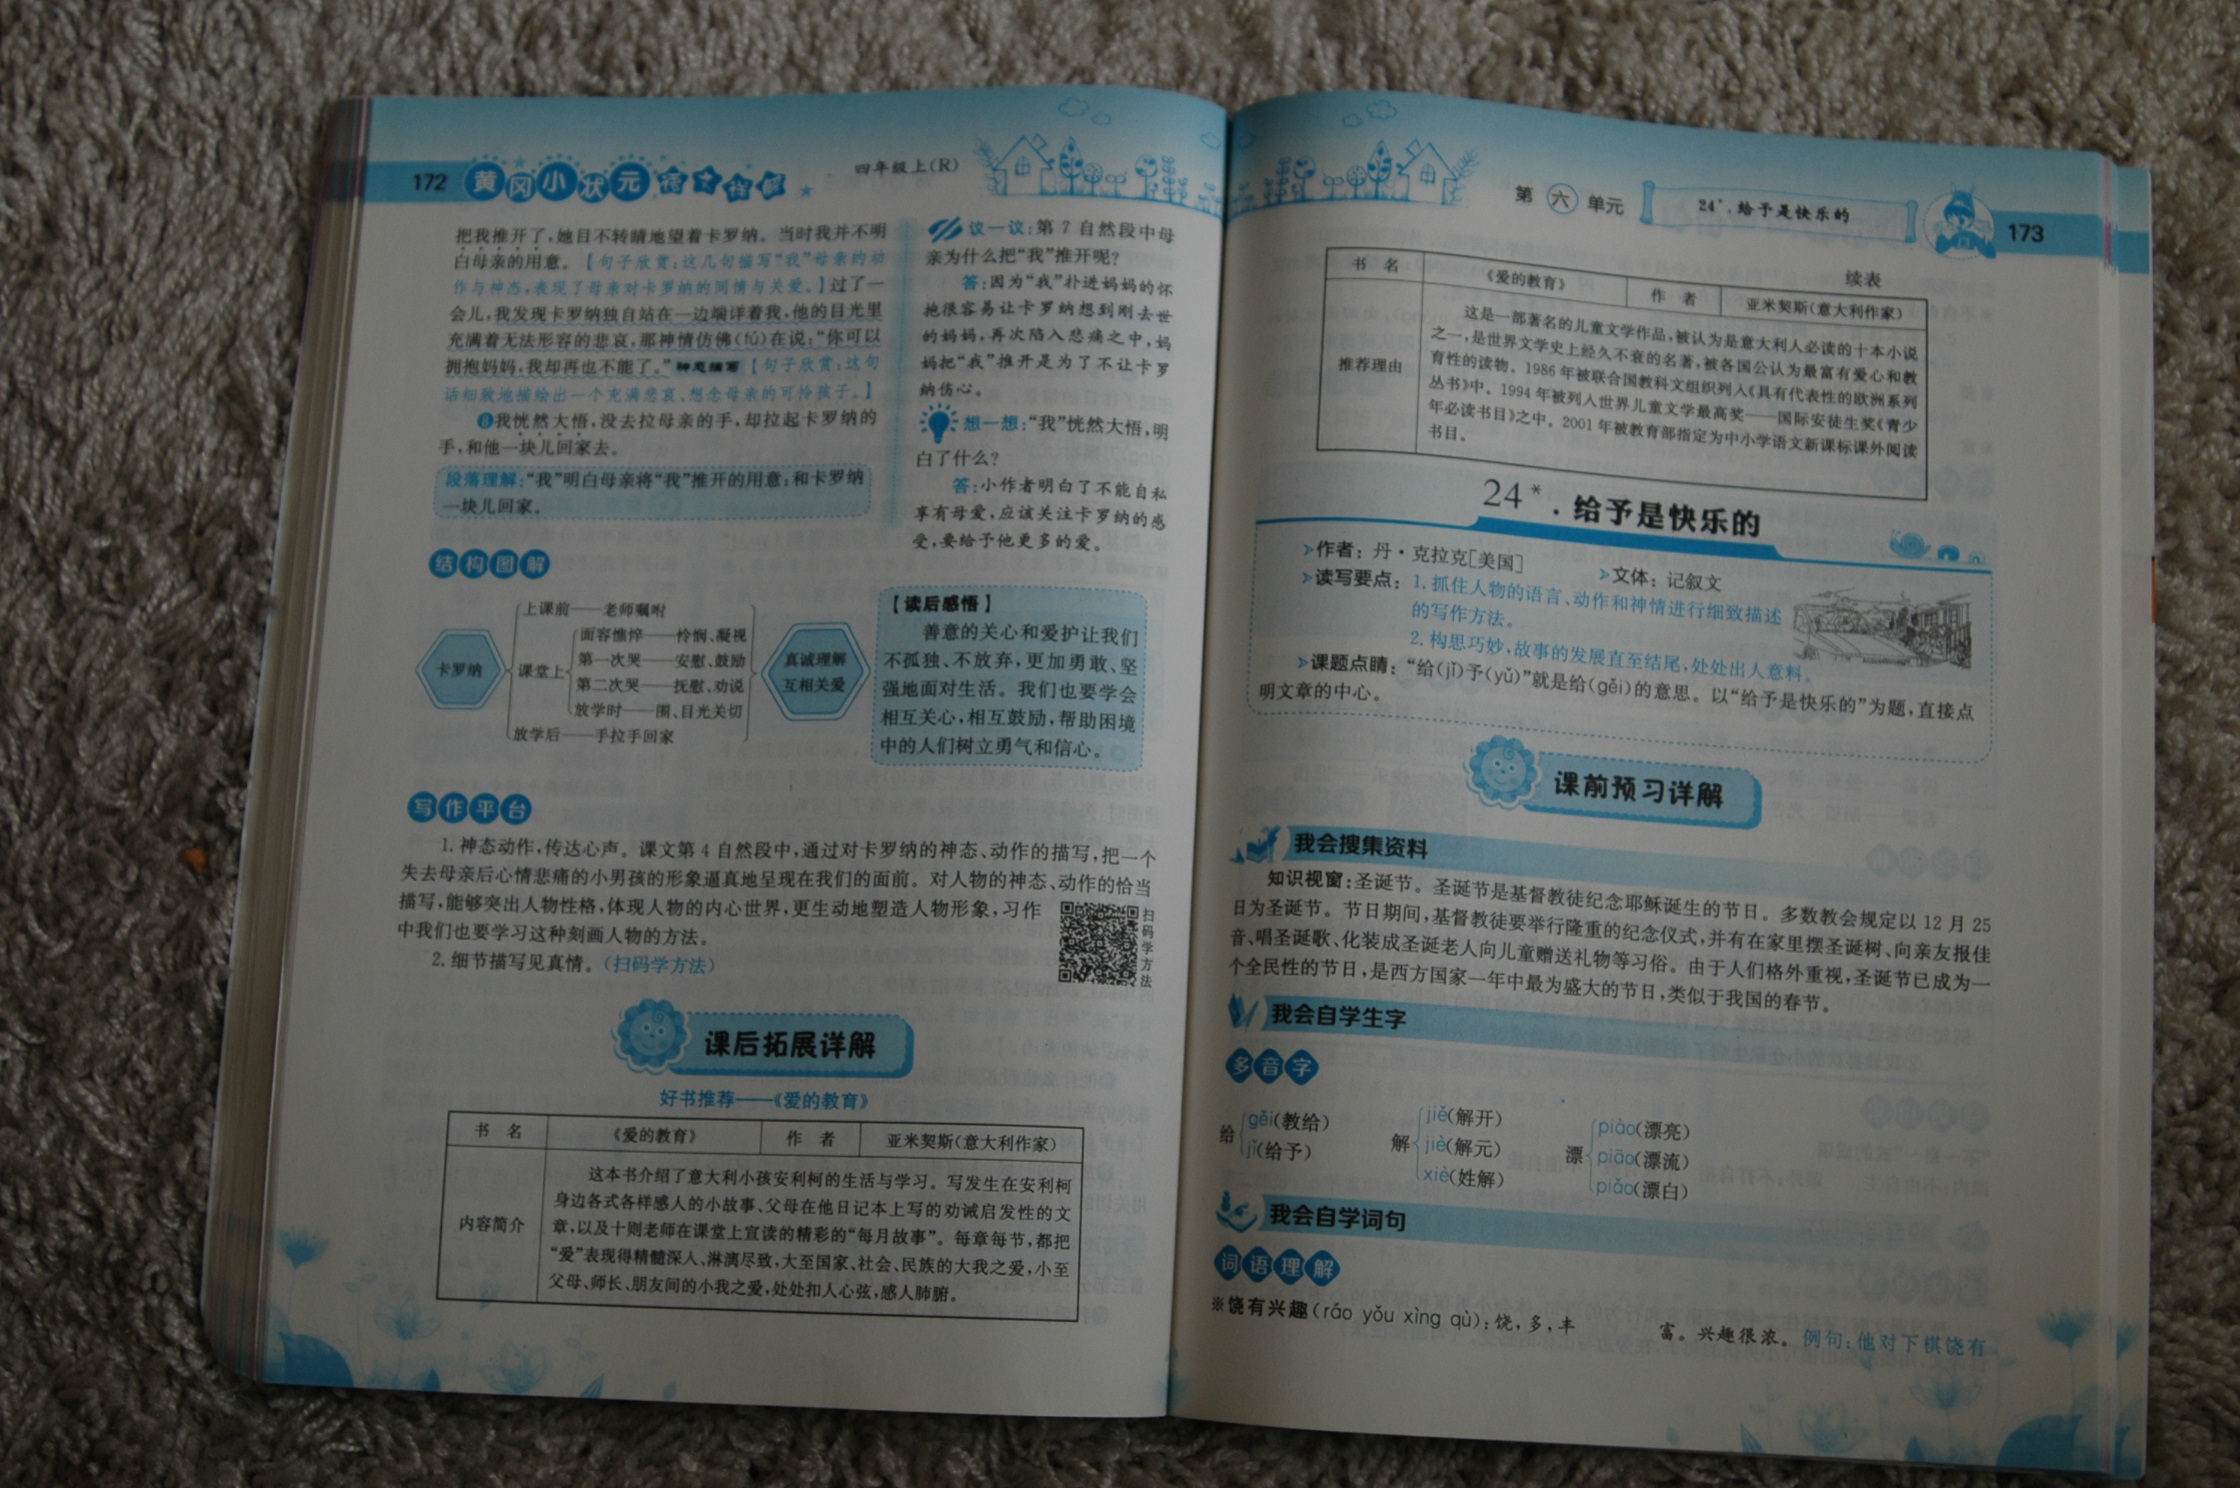 172 黄冈小状元 详解
四年级上(R)
把我推开了,她目不转睛地望着卡罗纳。当时我并不明
白母亲的用意。【句子欣赏:这几句描写“我”母亲的动
作与神态,表现了母亲对卡罗纳的同情与关爱。】过了一
会儿,我发现卡罗纳独自站在一边端详着我,他的目光里
充满着无法形容的悲哀,那神情仿佛(fú)在说:“你可以
拥抱妈妈,我却再也不能了。”【句子欣赏:这句
话细致地描绘出一个充满悲哀、想念母亲的可怜孩子。】
❽我恍然大悟,没去拉母亲的手,却拉起卡罗纳的
手,和他一块儿回家去。
段落理解:“我”明白母亲将“我”推开的用意;和卡罗纳
一块儿回家。
议一议:第7自然段中母
亲为什么把“我”推开呢?
答:因为“我”扑进妈妈的怀
抱很容易让卡罗纳想到刚去世
的妈妈,再次陷入悲痛之中,妈
妈把“我”推开是为了不让卡罗
纳伤心。
想一想:“我”恍然大悟,明
白了什么?
答:小作者明白了不能自私
享有母爱,应该关注卡罗纳的感
受,要给予他更多的爱。
结构图解
卡罗纳
上课前——老师嘱咐
课堂上
面容憔悴——怜悯、凝视
第一次哭——安慰、鼓励
第二次哭——抚慰、劝说
放学时——围、目光关切
放学后——手拉手回家
真诚理解
互相关爱
【读后感悟】
善意的关心和爱护让我们
不孤独、不放弃,更加勇敢、坚
强地面对生活。我们也要学会
相互关心,相互鼓励,帮助困境
中的人们树立勇气和信心。
写作平台
1. 神态动作,传达心声。课文第4自然段中,通过对卡罗纳的神态、动作的描写,把一个
失去母亲后心情悲痛的小男孩的形象逼真地呈现在我们的面前。对人物的神态、动作的恰当
描写,能够突出人物性格,体现人物的内心世界,更生动地塑造人物形象,习作
中我们也要学习这种刻画人物的方法。
2. 细节描写见真情。(扫码学方法)
扫码学方法
课后拓展详解
好书推荐——《爱的教育》
书 名 《爱的教育》 作 者 亚米契斯(意大利作家)
内容简介
这本书介绍了意大利小孩安利柯的生活与学习。写发生在安利柯
身边各式各样感人的小故事、父母在他日记本上写的劝诫启发性的文
章,以及十则老师在课堂上宣读的精彩的“每月故事”。每章每节,都把
“爱”表现得精髓深入、淋漓尽致,大至国家、社会、民族的大我之爱,小至
父母、师长、朋友间的小我之爱,处处扣人心弦,感人肺腑。
第六单元 24*.给予是快乐的 173
续表
书 名 《爱的教育》 作 者 亚米契斯(意大利作家)
推荐理由
这是一部著名的儿童文学作品,被认为是意大利人必读的十本小说
之一,是世界文学史上经久不衰的名著,被各国公认为最富有爱心和教
育性的读物。1986年被联合国教科文组织列入《具有代表性的欧洲系列
丛书》中。1994年被列入世界儿童文学最高奖——国际安徒生奖《青少
年必读书目》之中。2001年被教育部指定为中小学语文新课标课外阅读
书目。
24*.给予是快乐的
➢作者:丹·克拉克[美国] ➢文体:记叙文
➢读写要点:1. 抓住人物的语言、动作和神情进行细致描述
的写作方法。
2. 构思巧妙,故事的发展直至结尾,处处出人意料。
➢课题点睛:“给(jǐ)予(yǔ)”就是给(gěi)的意思。以“给予是快乐的”为题,直接点
明文章的中心。
课前预习详解
我会搜集资料
知识视窗:圣诞节。圣诞节是基督教徒纪念耶稣诞生的节日。多数教会规定以12月25
日为圣诞节。节日期间,基督教徒要举行隆重的纪念仪式,并有在家里摆圣诞树、向亲友报佳
音、唱圣诞歌、化装成圣诞老人向儿童赠送礼物等习俗。由于人们格外重视,圣诞节已成为一
个全民性的节日,是西方国家一年中最为盛大的节日,类似于我国的春节。
我会自学生字
多音字
给 gěi(教给) jǐ(给予)
解 jiě(解开) jiè(解元) xiè(姓解)
漂 piào(漂亮) piāo(漂流) piǎo(漂白)
我会自学词句
词语理解
※饶有兴趣(ráo yǒu xìng qù):饶,多,丰富。兴趣很浓。例句:他对下棋饶有